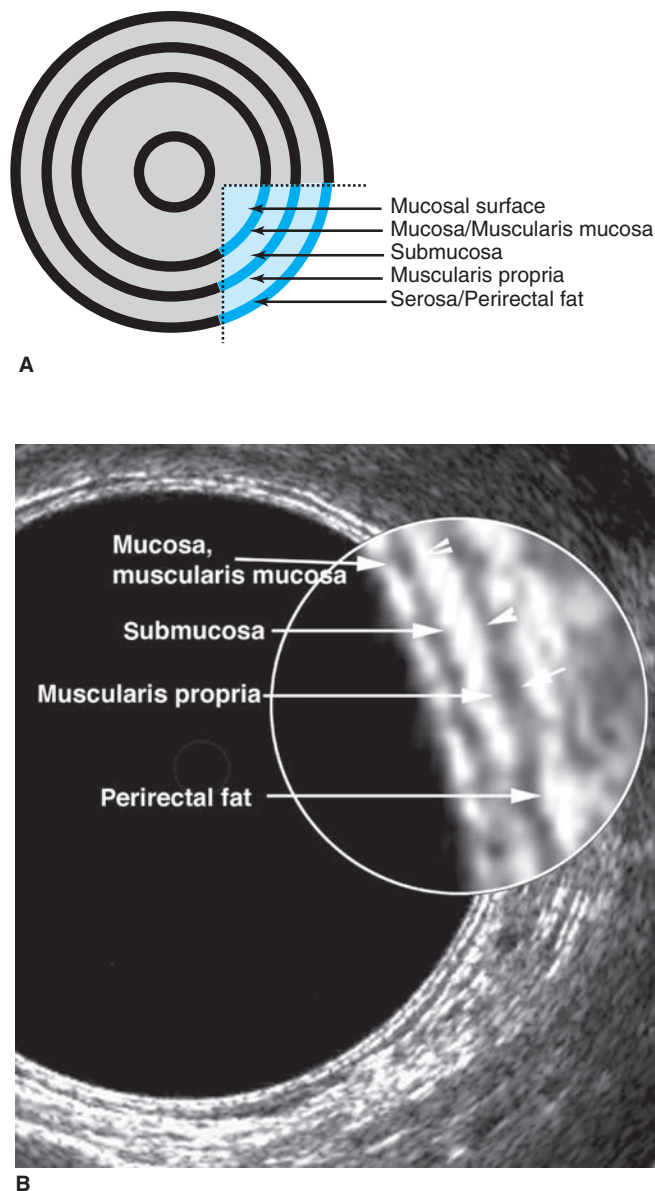 Mucosal surface
Mucosa/Muscularis mucosa
Submucosa
Muscularis propria
Serosa/Perirectal fat
A
Mucosa,
muscularis mucosa
Submucosa
Muscularis propria
Perirectal fat
B